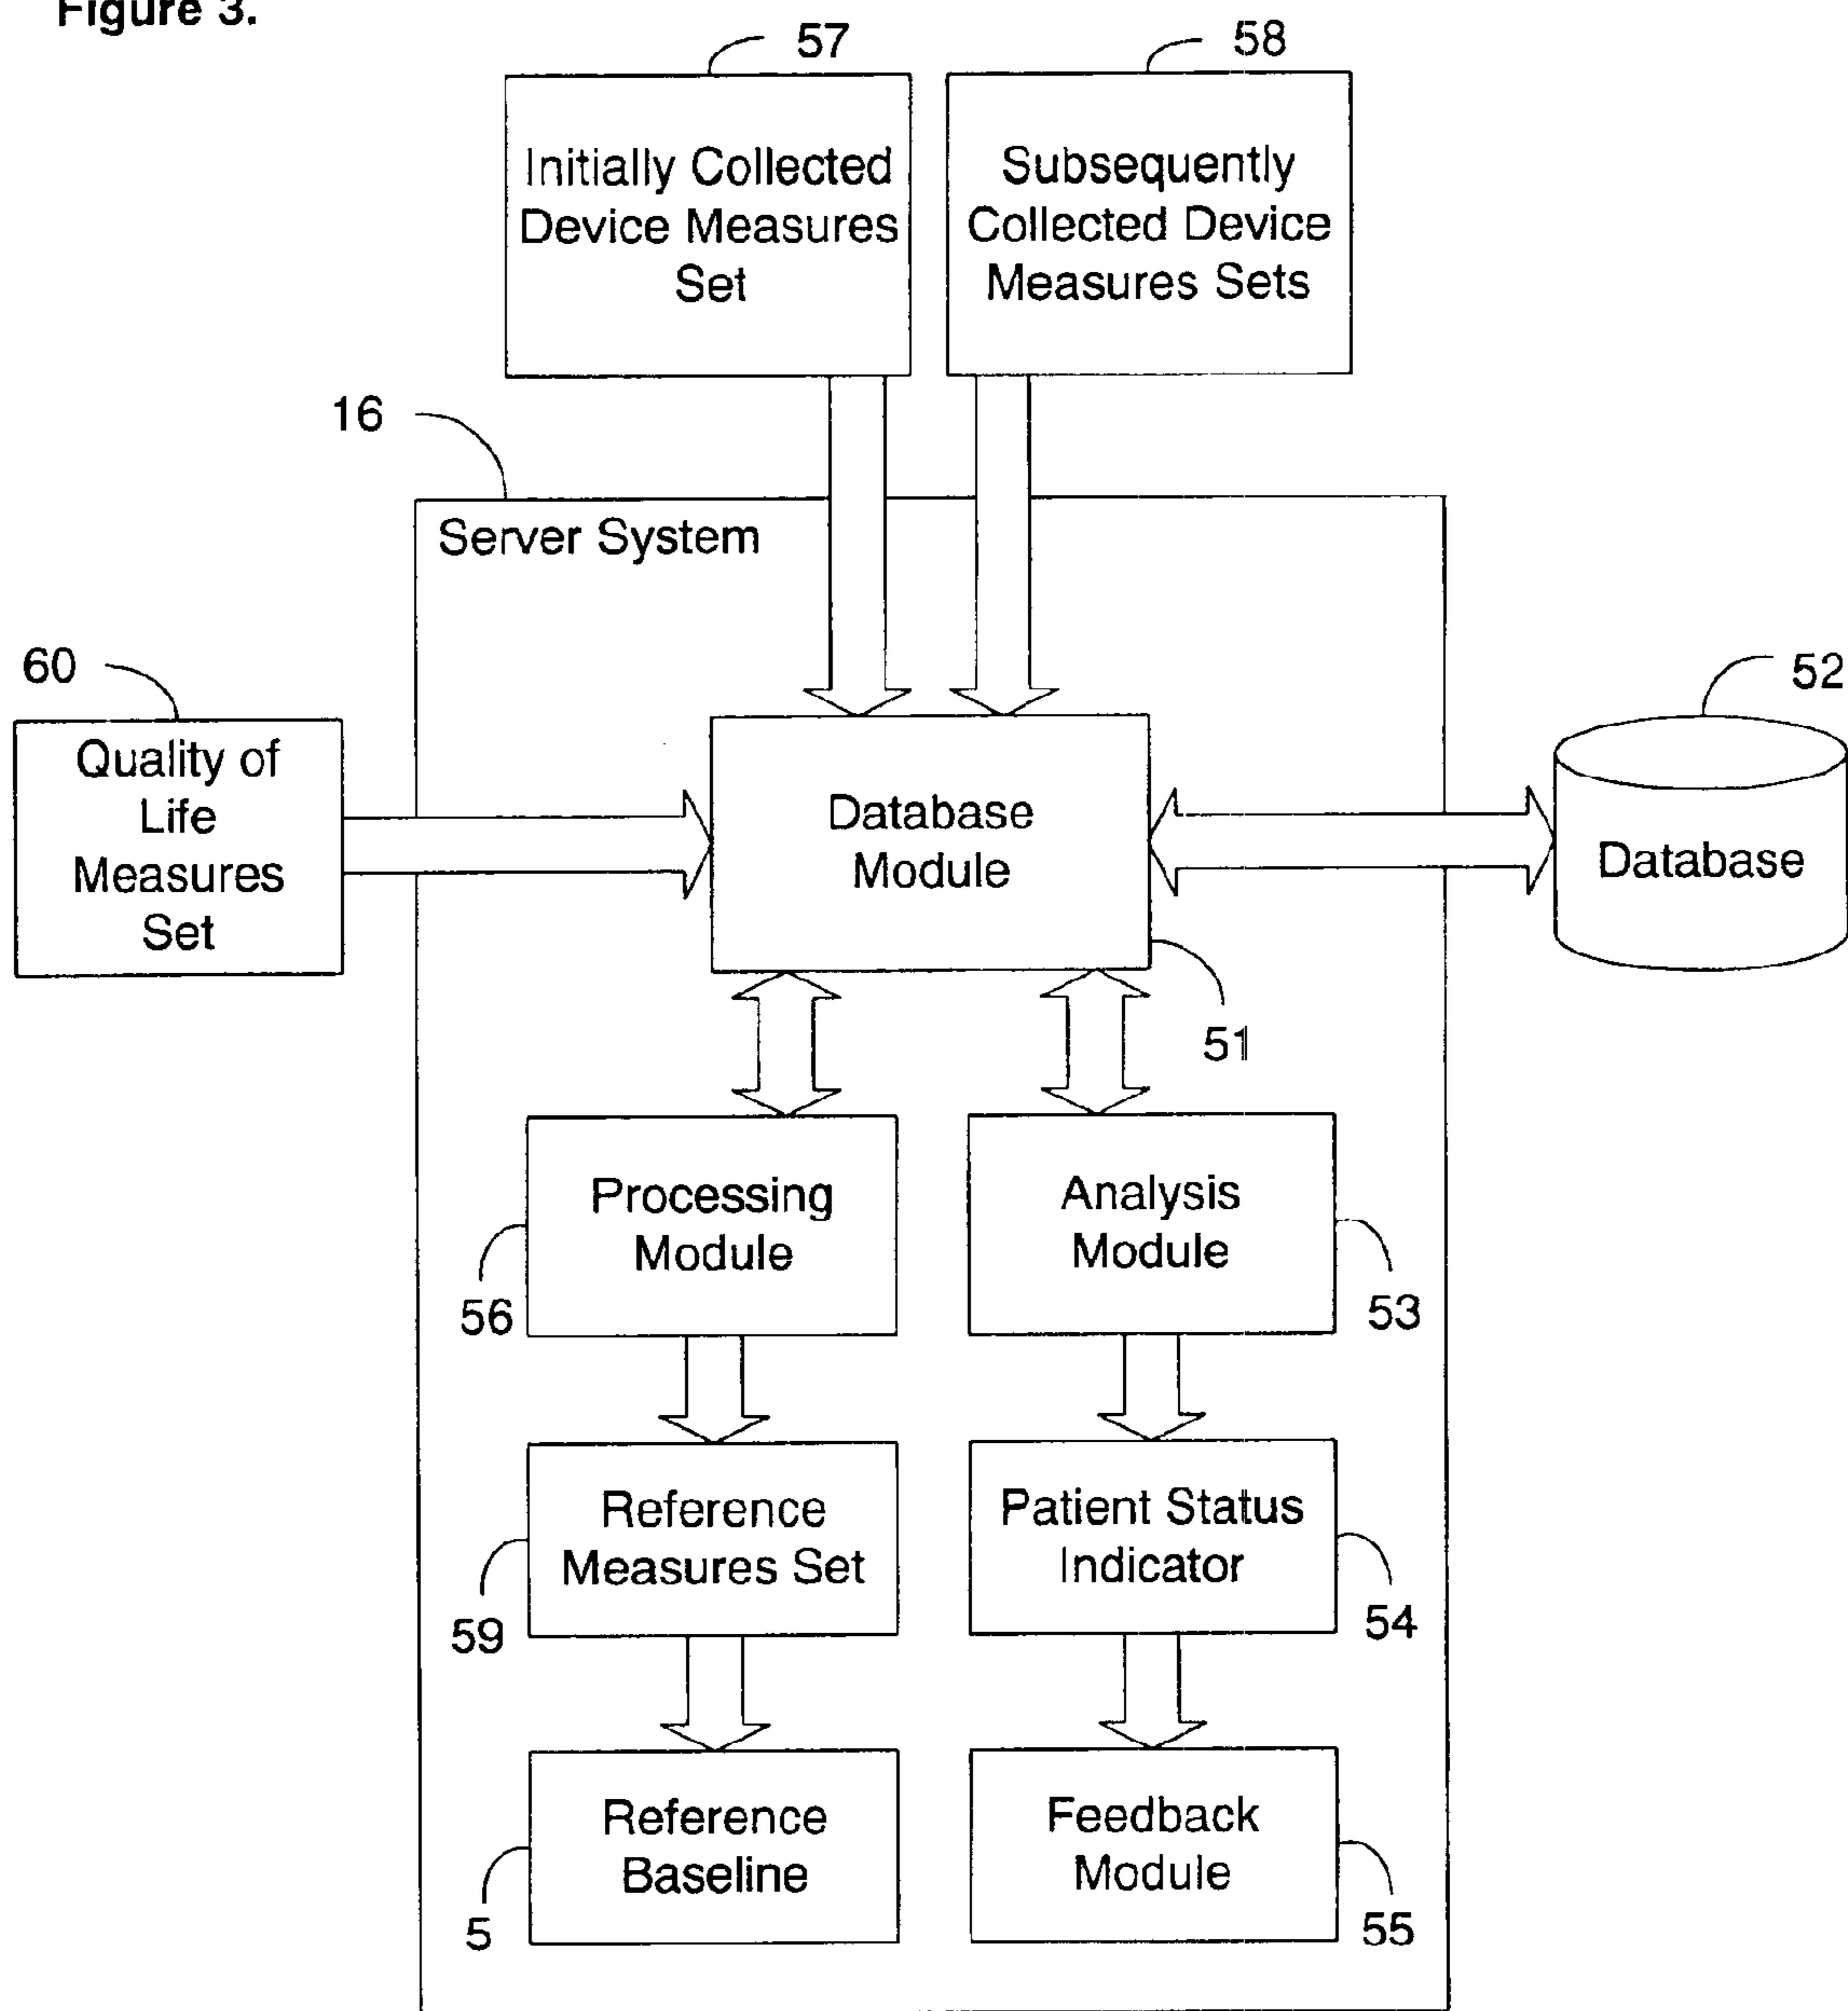 Figure 3.
57
58
Initially Collected
Device Measures
Set
Subsequently
Collected Device
Measures Sets
16
Server System
60
52
Quality of
Life
Measures
Set
Database
Module
Database
51
Processing
Module
Analysis
Module
56
53
Reference
Measures Set
Patient Status
Indicator
59
54
Reference
Baseline
Feedback
Module
5
55